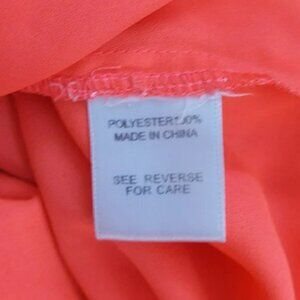 POLYESTER100%
MADE IN CHINA
SEE REVERSE
FOR CARE